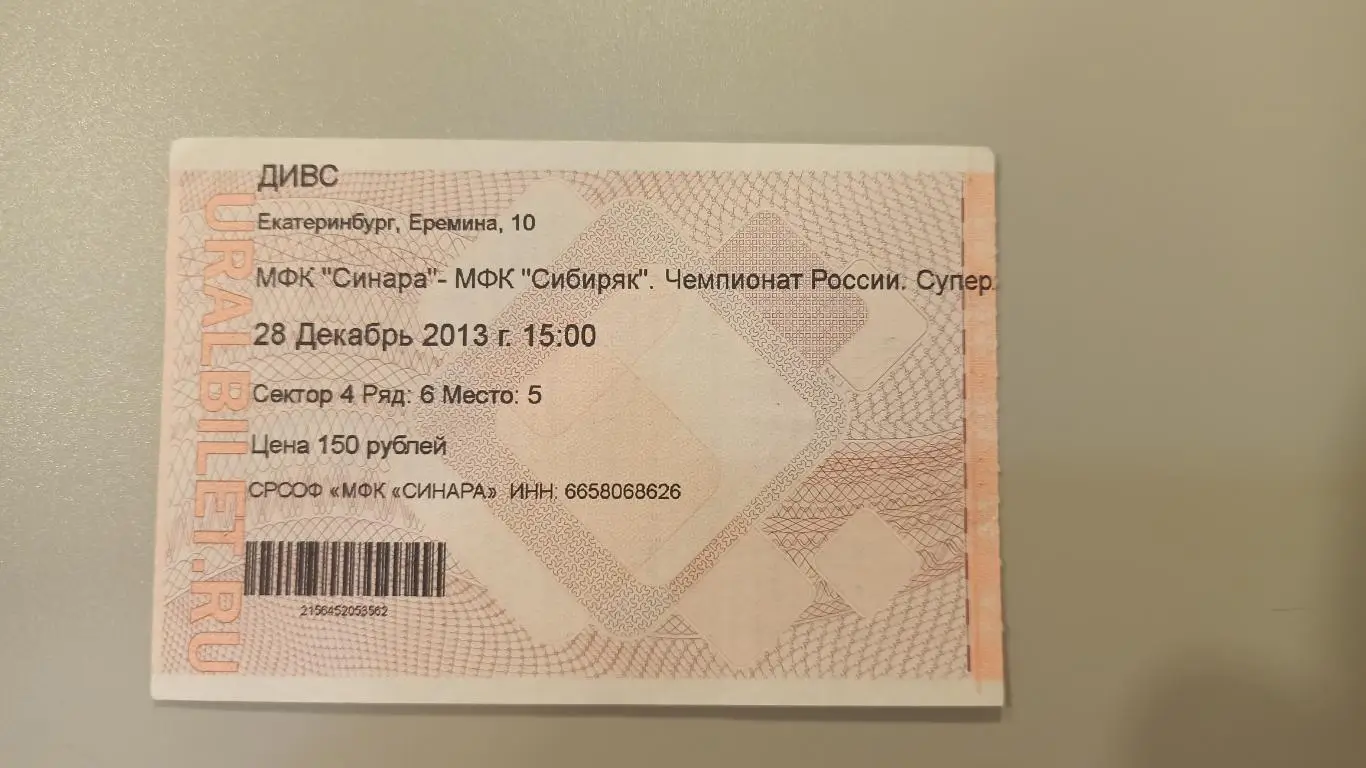 ДИВС
Екатеринбург, Еремина, 10
МФК "Синара"- МФК "Сибиряк". Чемпионат России. Супер
28 Декабрь 2013 г. 15:00
Сектор 4 Ряд: 6 Место: 5
Цена 150 рублей
СРСОФ «МФК «СИНАРА» ИНН: 6658068626
2156452053562
URALBILET.RU